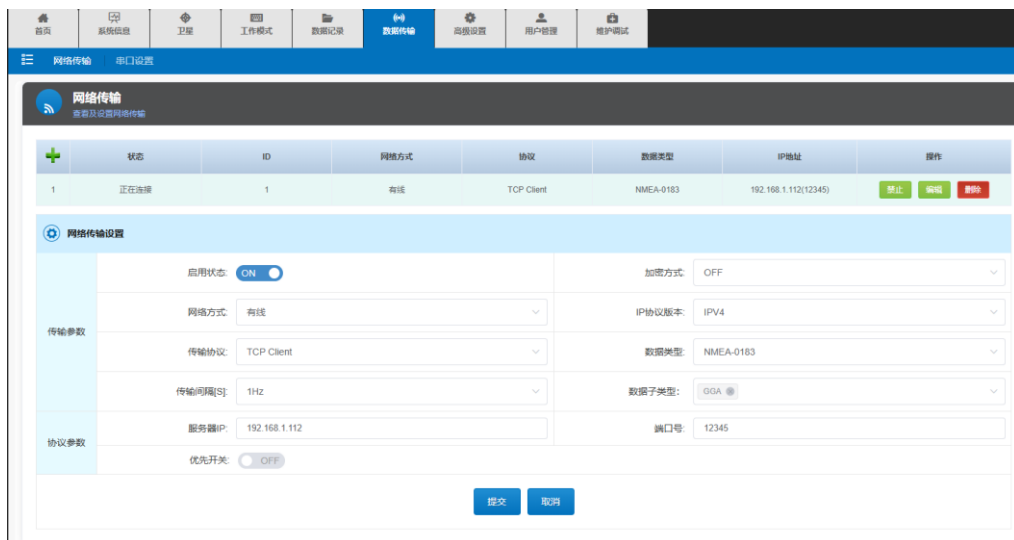 首页 系统信息 卫星 工作模式 数据记录 数据传输 高级设置 用户管理 维护调试
网络传输 串口设置
网络传输
查看及设置网络传输
状态 ID 网络方式 协议 数据类型 IP地址 操作
1 正在连接 1 有线 TCP Client NMEA-0183 192.168.1.112(12345) 禁止 编辑 删除
网络传输设置
传输参数
启用状态: ON 加密方式: OFF
网络方式: 有线 IP协议版本: IPV4
传输协议: TCP Client 数据类型: NMEA-0183
传输间隔[S]: 1Hz 数据子类型: GGA
协议参数
服务器IP: 192.168.1.112 端口号: 12345
优先开关: OFF
提交 取消